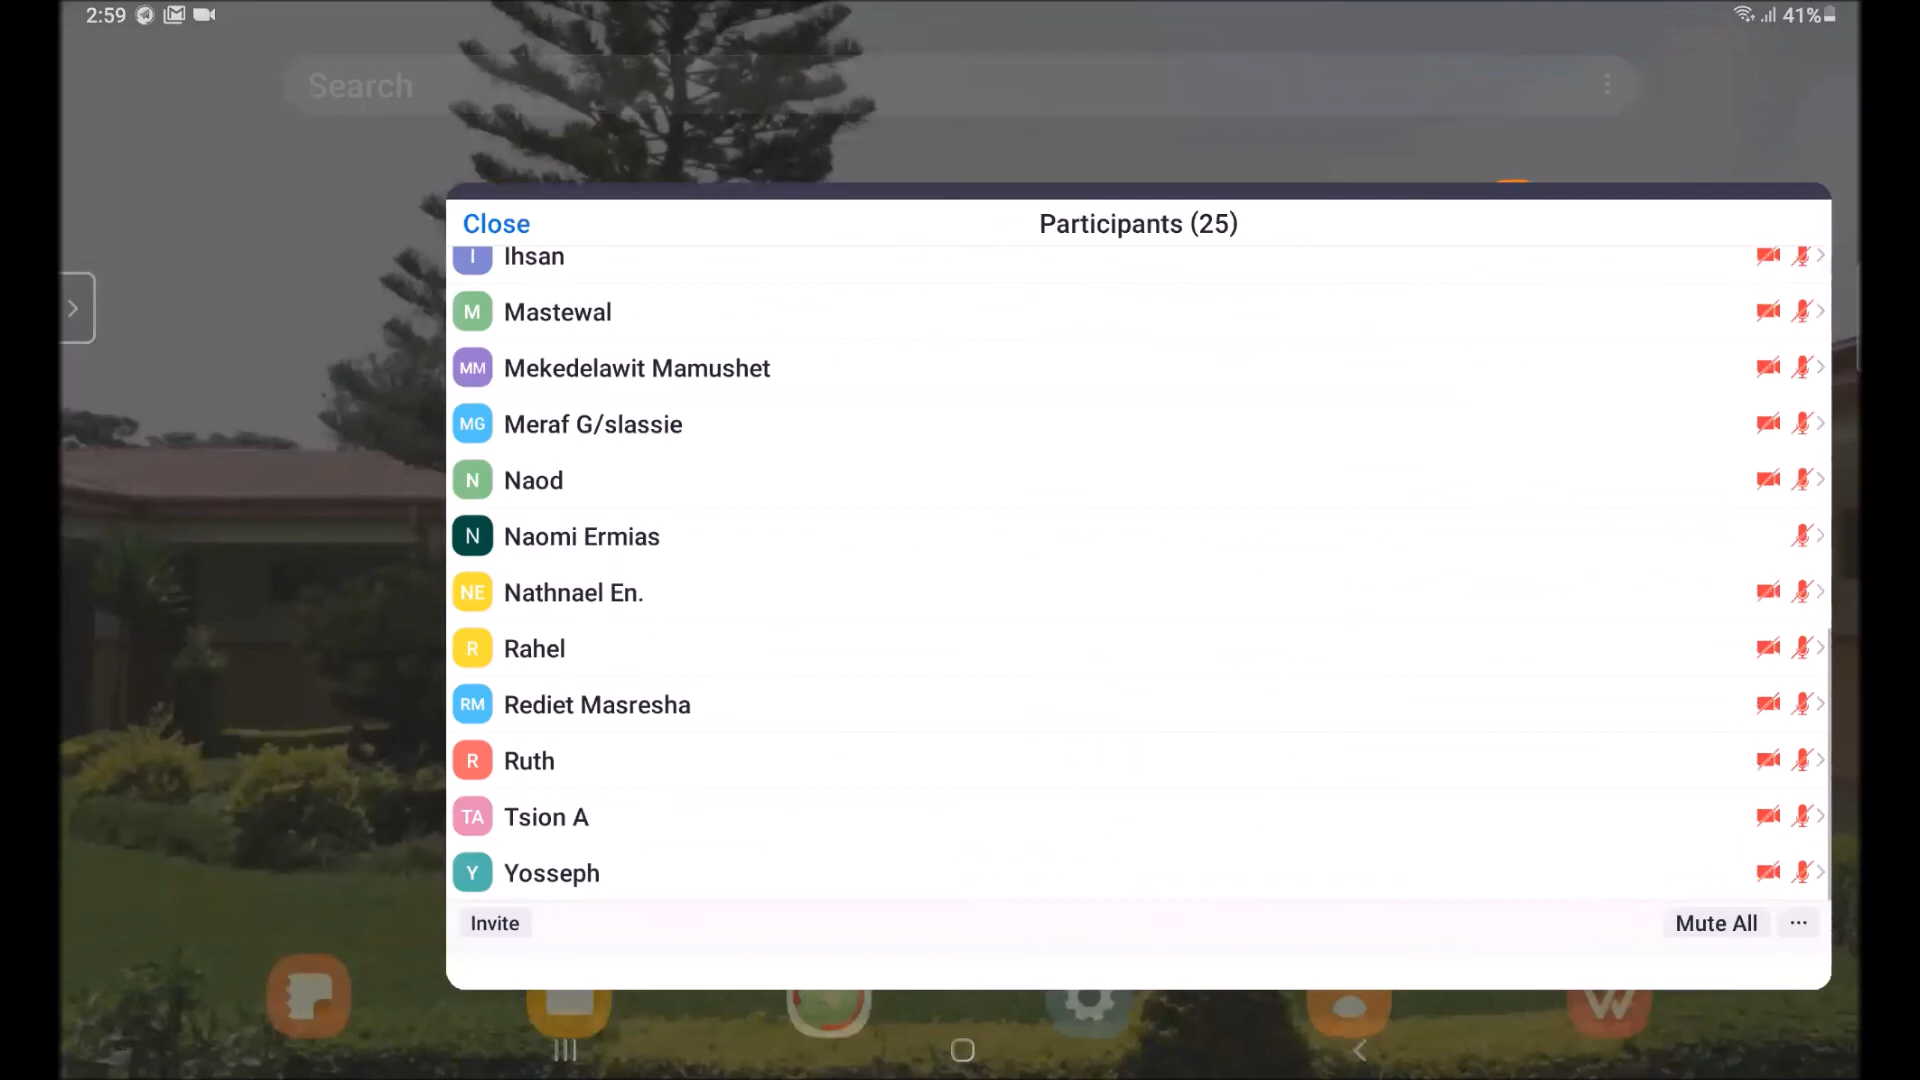 2:59
41%
Search
Close
Participants (25)
I Ihsan
M Mastewal
MM Mekedelawit Mamushet
MG Meraf G/slassie
N Naod
N Naomi Ermias
NE Nathnael En.
R Rahel
RM Rediet Masresha
R Ruth
TA Tsion A
Y Yosseph
Invite
Mute All ...